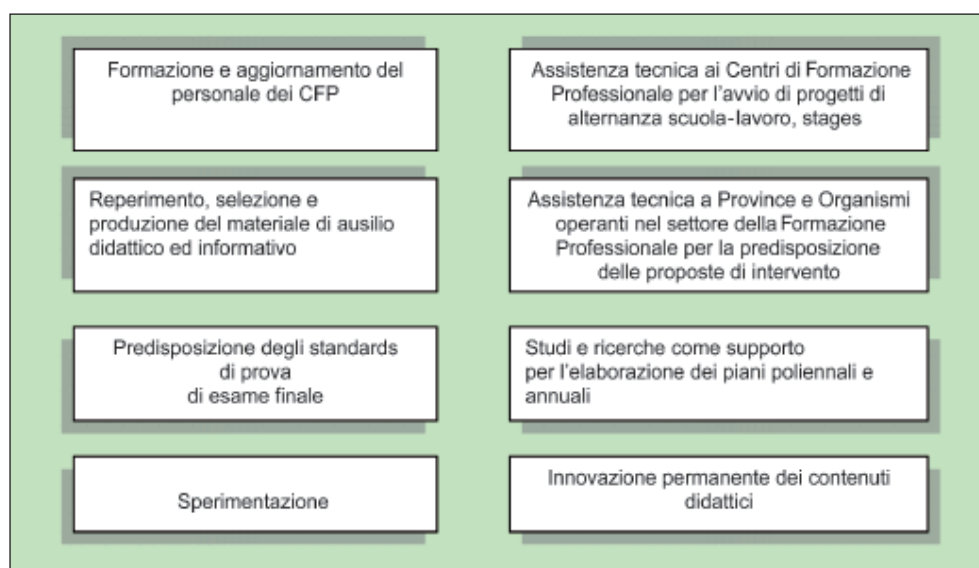 Formazione e aggiornamento del
personale dei CFP
Assistenza tecnica ai Centri di Formazione
Professionale per l'avvio di progetti di
alternanza scuola-lavoro, stages
Reperimento, selezione e
produzione del materiale di ausilio
didattico ed informativo
Assistenza tecnica a Province e Organismi
operanti nel settore della Formazione
Professionale per la predisposizione
delle proposte di intervento
Predisposizione degli standards
di prova
di esame finale
Studi e ricerche come supporto
per l'elaborazione dei piani poliennali e
annuali
Sperimentazione
Innovazione permanente dei contenuti
didattici